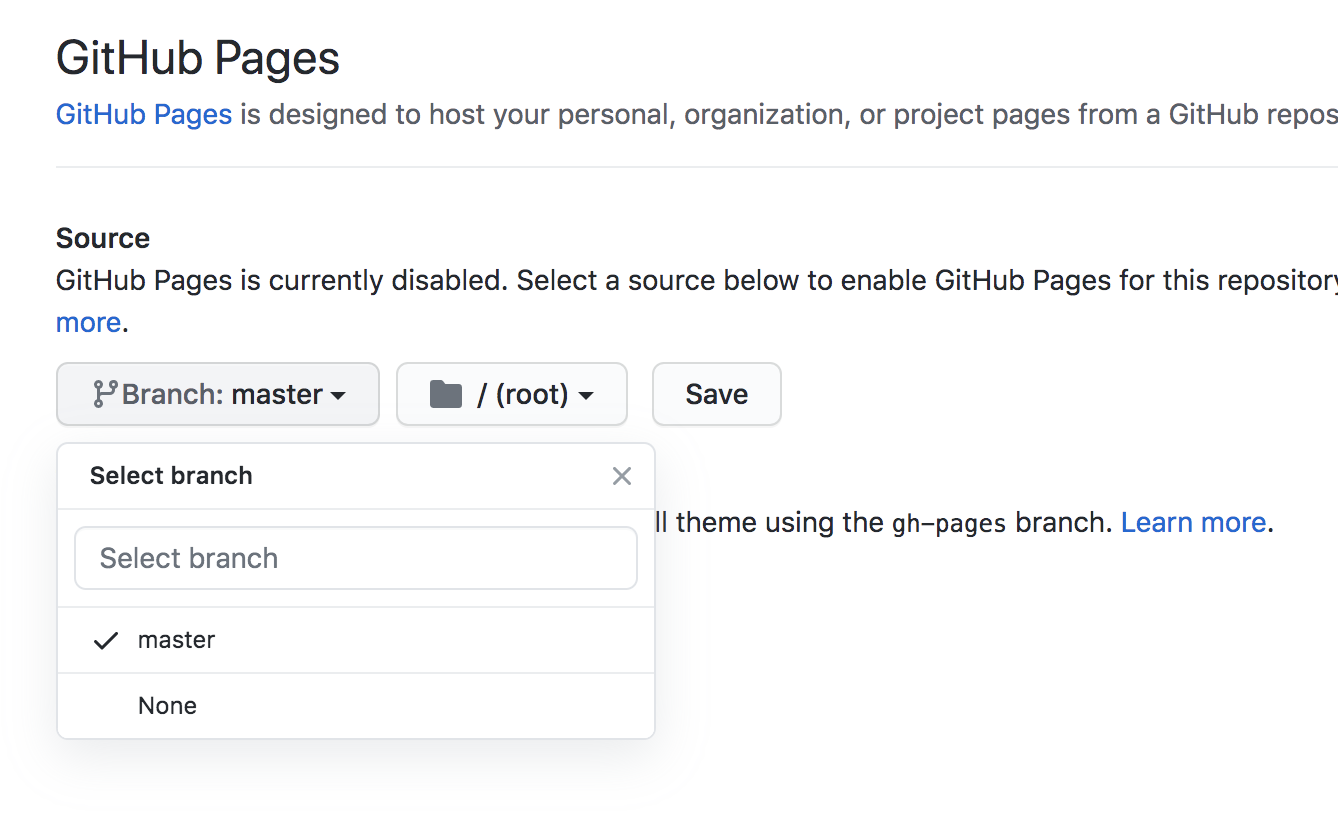 GitHub Pages
GitHub Pages is designed to host your personal, organization, or project pages from a GitHub repos
Source
GitHub Pages is currently disabled. Select a source below to enable GitHub Pages for this repository
more.
Branch: master / (root) Save
Select branch
ll theme using the gh-pages branch. Learn more.
Select branch
master
None